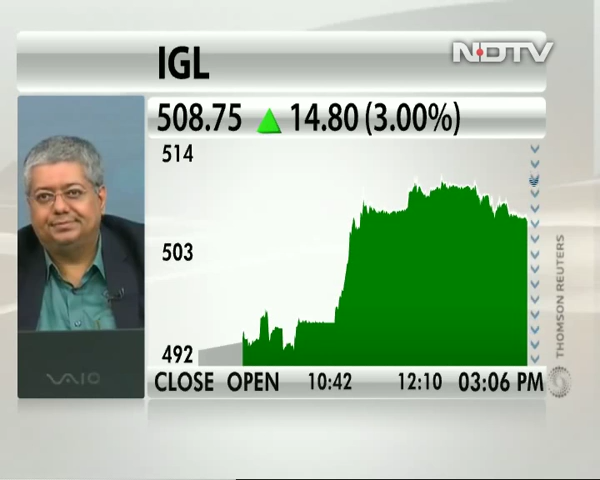 IGL
NDTV
508.75 ▲ 14.80 (3.00%)
514
503
492
CLOSE OPEN 10:42 12:10 03:06 PM
THOMSON REUTERS
VAIO